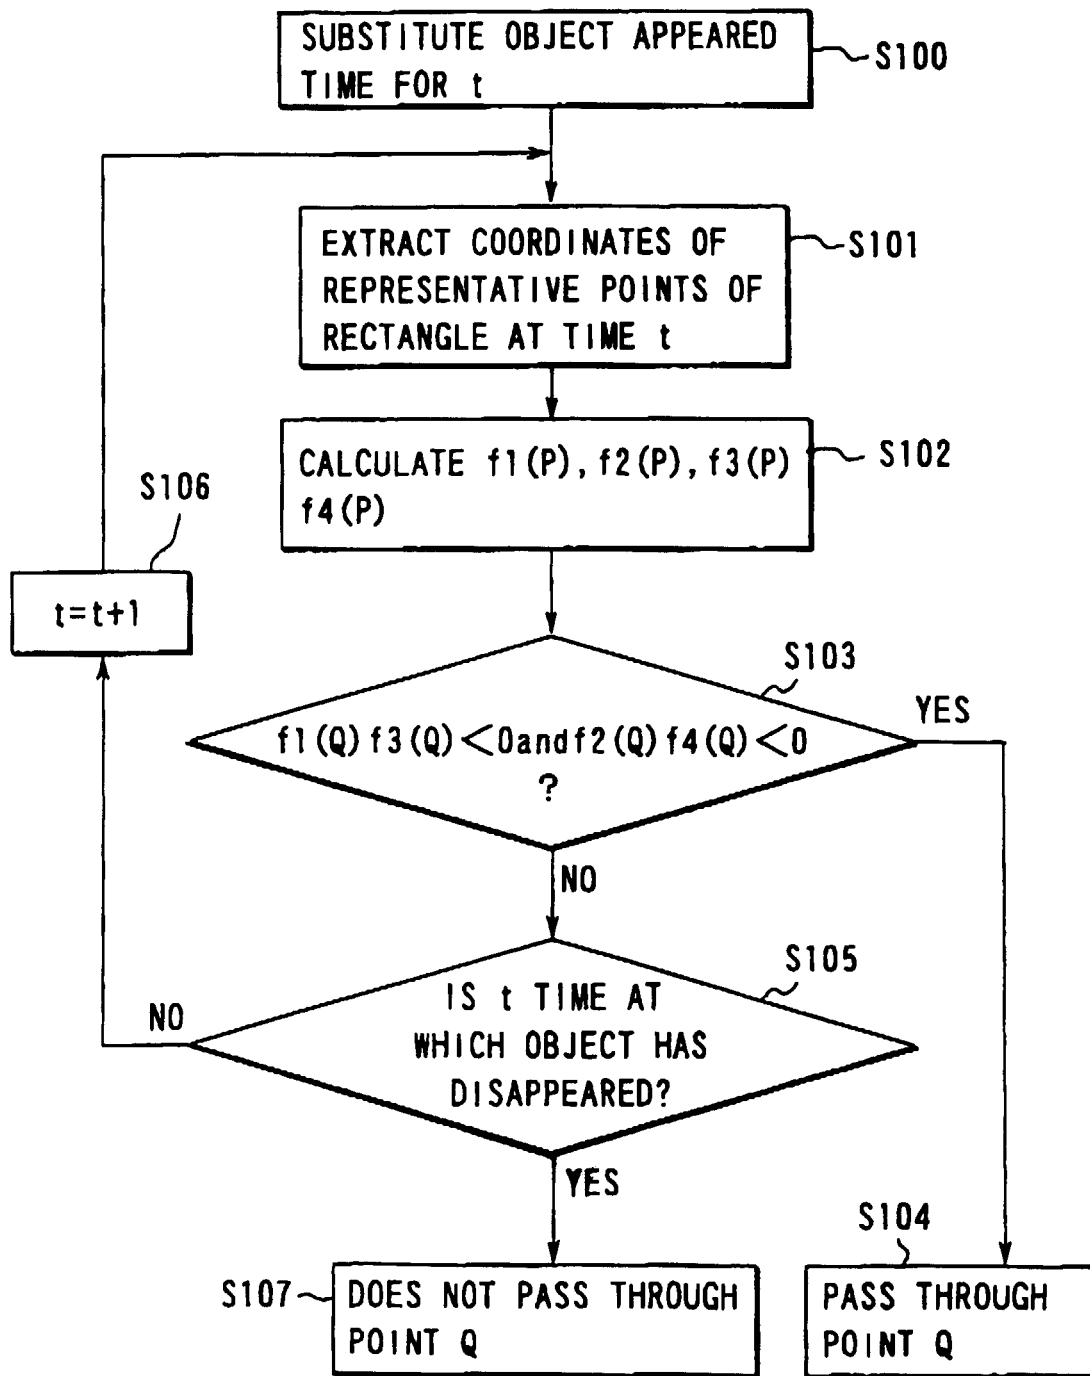 SUBSTITUTE OBJECT APPEARED
TIME FOR t
S100
EXTRACT COORDINATES OF
REPRESENTATIVE POINTS OF
RECTANGLE AT TIME t
S101
CALCULATE f1(P), f2(P), f3(P)
f4(P)
S102
S106
t=t+1
S103
f1(Q)f3(Q)<0andf2(Q)f4(Q)<0
?
YES
NO
S105
IS t TIME AT
WHICH OBJECT HAS
DISAPPEARED?
NO
YES
S104
S107
DOES NOT PASS THROUGH
POINT Q
PASS THROUGH
POINT Q